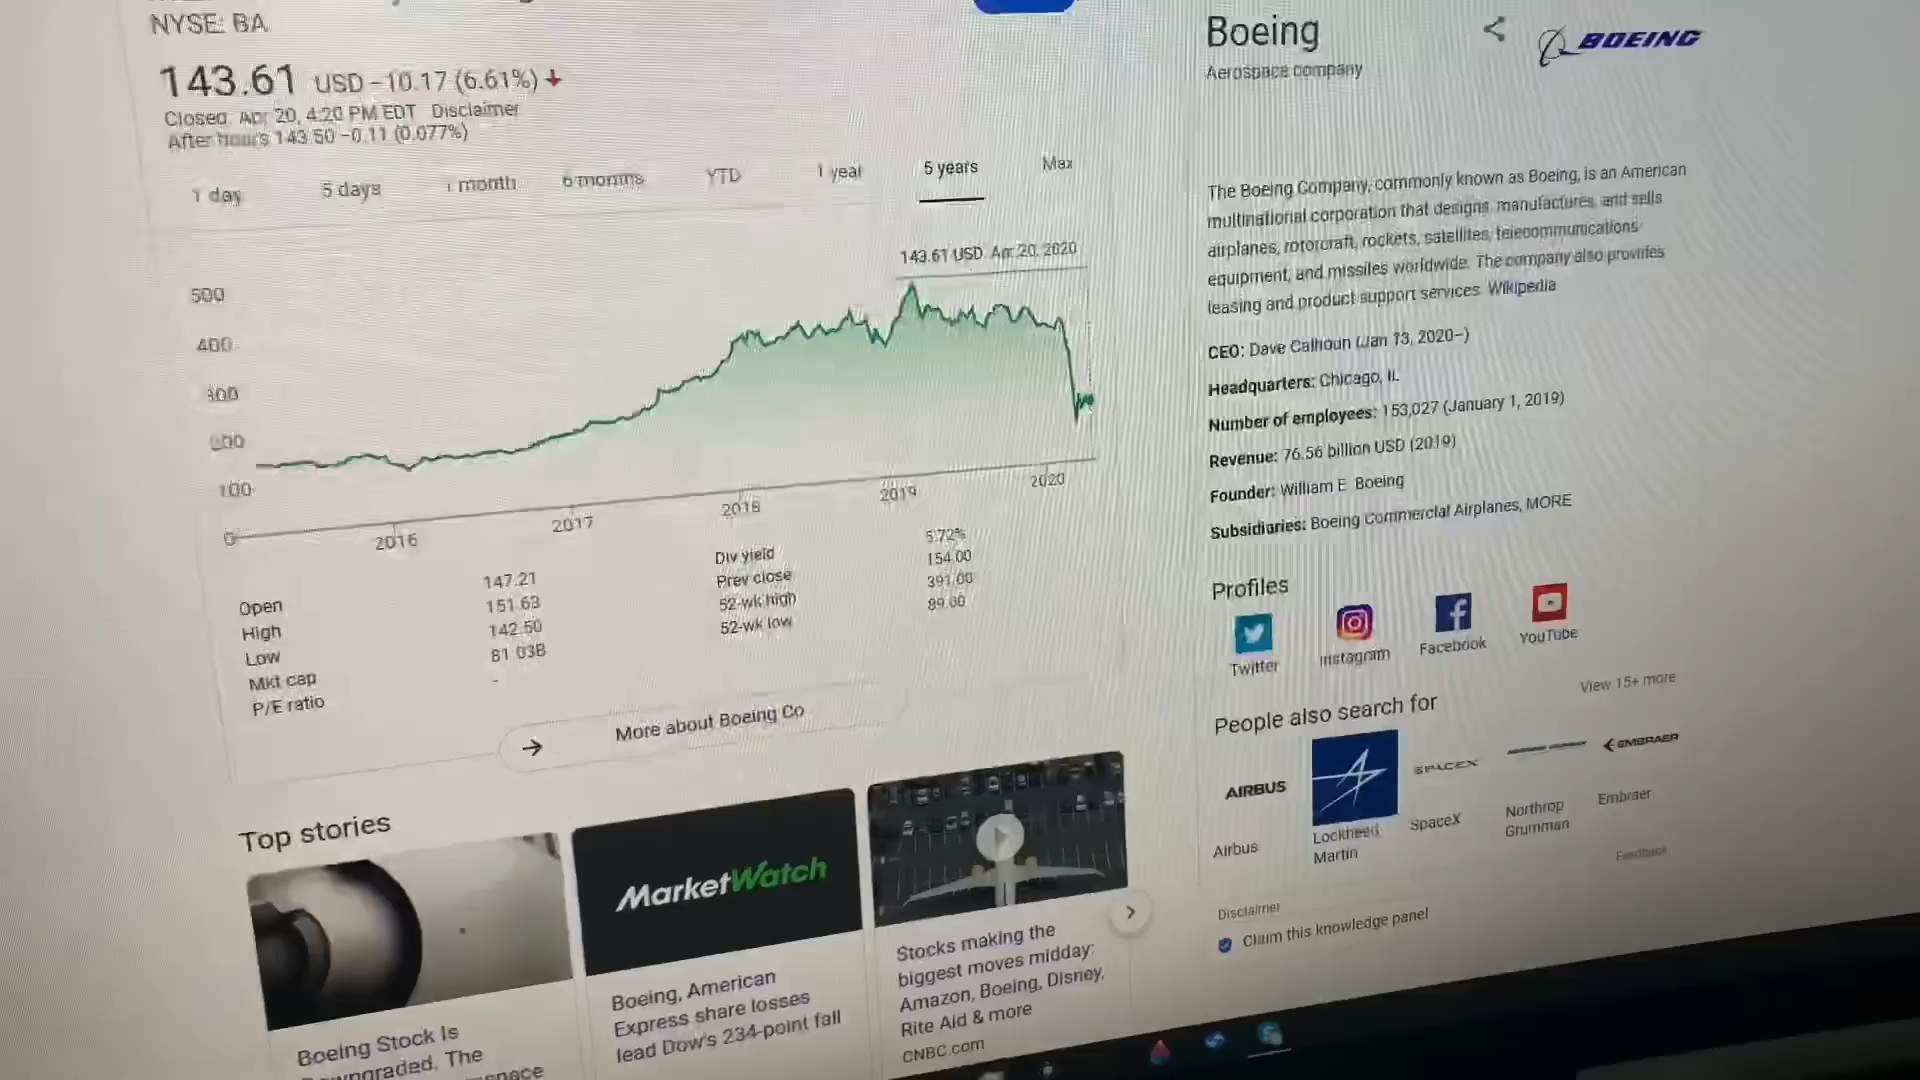 NYSE: BA
143.61 USD −10.17 (6.61%)
Closed: Apr 20, 4:20 PM EDT Disclaimer
After hours 143.50 −0.11 (0.077%)
1 day 5 days 1 month 6 months YTD 1 year 5 years Max
143.61 USD Apr 20, 2020
500
400
300
200
100
0
2016 2017 2018 2019 2020
Open 147.21
High 151.63
Low 142.50
Mkt cap 81.03B
P/E ratio -
Div yield 5.72%
Prev close 154.00
52-wk high 391.00
52-wk low 89.00
More about Boeing Co
Top stories
MarketWatch
Boeing Stock Is
Downgraded. The
Boeing, American
Express share losses
lead Dow's 234-point fall
Stocks making the
biggest moves midday:
Amazon, Boeing, Disney,
Rite Aid & more
CNBC.com
Boeing
BOEING
Aerospace company
The Boeing Company, commonly known as Boeing, is an American
multinational corporation that designs, manufactures, and sells
airplanes, rotorcraft, rockets, satellites, telecommunications
equipment, and missiles worldwide. The company also provides
leasing and product support services. Wikipedia
CEO: Dave Calhoun (Jan 13, 2020–)
Headquarters: Chicago, IL
Number of employees: 153,027 (January 1, 2019)
Revenue: 76.56 billion USD (2019)
Founder: William E. Boeing
Subsidiaries: Boeing Commercial Airplanes, MORE
Profiles
Twitter Instagram Facebook YouTube
People also search for
View 15+ more
AIRBUS SPACEX EMBRAER
Airbus
Lockheed
Martin
SpaceX
Northrop
Grumman
Embraer
Feedback
Disclaimer
Claim this knowledge panel